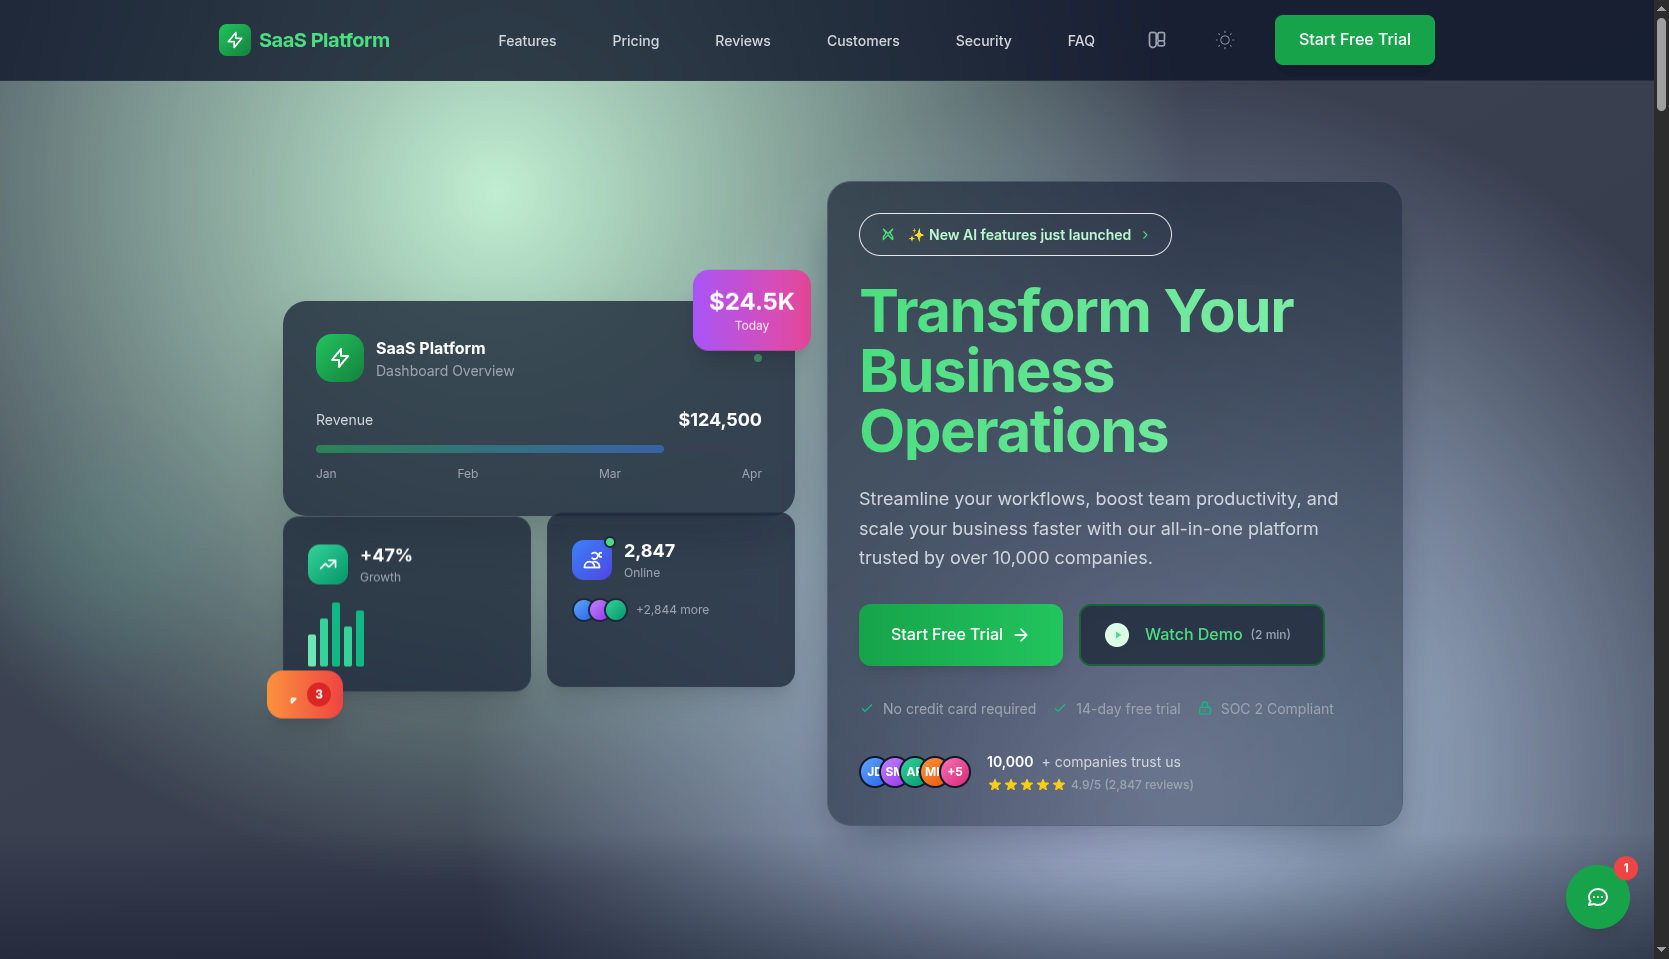 SaaS Platform
Features
Pricing
Reviews
Customers
Security
FAQ
Start Free Trial
$24.5K
Today
SaaS Platform
Dashboard Overview
Revenue
$124,500
Jan
Feb
Mar
Apr
+47%
Growth
2,847
Online
+2,844 more
3
✨ New AI features just launched
Transform Your
Business
Operations
Streamline your workflows, boost team productivity, and
scale your business faster with our all-in-one platform
trusted by over 10,000 companies.
Start Free Trial
Watch Demo (2 min)
No credit card required
14-day free trial
SOC 2 Compliant
+5
10,000 + companies trust us
4.9/5 (2,847 reviews)
1